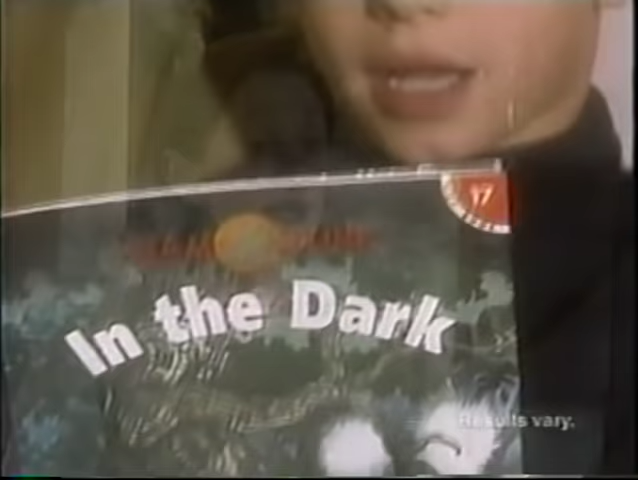 17
In the Dark
Results vary.